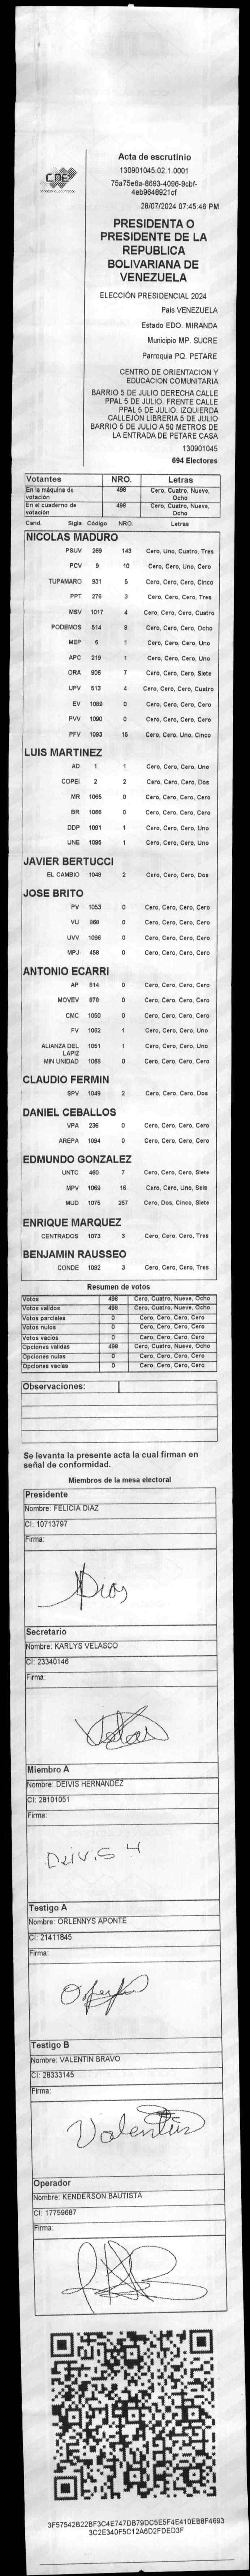 CNE
Acta de escrutinio
130901045.02.1.0001
75a75e6a-8693-4096-9cbf-
4eb9648921cf
28/07/2024 07:45:46 PM
PRESIDENTA O
PRESIDENTE DE LA
REPUBLICA
BOLIVARIANA DE
VENEZUELA
ELECCIÓN PRESIDENCIAL 2024
País VENEZUELA
Estado EDO. MIRANDA
Municipio MP. SUCRE
Parroquia PQ. PETARE
CENTRO DE ORIENTACION Y
EDUCACION COMUNITARIA
BARRIO 5 DE JULIO DERECHA CALLE
PPAL 5 DE JULIO. FRENTE CALLE
PPAL 5 DE JULIO. IZQUIERDA
CALLEJÓN LIBRERIA 5 DE JULIO
BARRIO 5 DE JULIO A 50 METROS DE
LA ENTRADA DE PETARE CASA
130901045
694 Electores
Votantes NRO. Letras
En la máquina de votación 498 Cero, Cuatro, Nueve, Ocho
En el cuaderno de votación 498 Cero, Cuatro, Nueve, Ocho
Cand. Sigla Código NRO. Letras
NICOLAS MADURO
PSUV 269 143 Cero, Uno, Cuatro, Tres
PCV 9 10 Cero, Cero, Uno, Cero
TUPAMARO 931 5 Cero, Cero, Cero, Cinco
PPT 276 3 Cero, Cero, Cero, Tres
MSV 1017 4 Cero, Cero, Cero, Cuatro
PODEMOS 514 8 Cero, Cero, Cero, Ocho
MEP 6 1 Cero, Cero, Cero, Uno
APC 219 1 Cero, Cero, Cero, Uno
ORA 906 7 Cero, Cero, Cero, Siete
UPV 513 4 Cero, Cero, Cero, Cuatro
EV 1089 0 Cero, Cero, Cero, Cero
PVV 1090 0 Cero, Cero, Cero, Cero
PFV 1093 15 Cero, Cero, Uno, Cinco
LUIS MARTINEZ
AD 1 1 Cero, Cero, Cero, Uno
COPEI 2 2 Cero, Cero, Cero, Dos
MR 1065 0 Cero, Cero, Cero, Cero
BR 1066 0 Cero, Cero, Cero, Cero
DDP 1091 1 Cero, Cero, Cero, Uno
UNE 1095 1 Cero, Cero, Cero, Uno
JAVIER BERTUCCI
EL CAMBIO 1048 2 Cero, Cero, Cero, Dos
JOSE BRITO
PV 1053 0 Cero, Cero, Cero, Cero
VU 968 0 Cero, Cero, Cero, Cero
UVV 1096 0 Cero, Cero, Cero, Cero
MPJ 458 0 Cero, Cero, Cero, Cero
ANTONIO ECARRI
AP 814 0 Cero, Cero, Cero, Cero
MOVEV 878 0 Cero, Cero, Cero, Cero
CMC 1050 0 Cero, Cero, Cero, Cero
FV 1062 1 Cero, Cero, Cero, Uno
ALIANZA DEL LAPIZ 1051 1 Cero, Cero, Cero, Uno
MIN UNIDAD 1068 0 Cero, Cero, Cero, Cero
CLAUDIO FERMIN
SPV 1049 2 Cero, Cero, Cero, Dos
DANIEL CEBALLOS
VPA 236 0 Cero, Cero, Cero, Cero
AREPA 1094 0 Cero, Cero, Cero, Cero
EDMUNDO GONZALEZ
UNTC 460 7 Cero, Cero, Cero, Siete
MPV 1069 16 Cero, Cero, Uno, Seis
MUD 1075 257 Cero, Dos, Cinco, Siete
ENRIQUE MARQUEZ
CENTRADOS 1073 3 Cero, Cero, Cero, Tres
BENJAMIN RAUSSEO
CONDE 1092 3 Cero, Cero, Cero, Tres
Resumen de votos
Votos 498 Cero, Cuatro, Nueve, Ocho
Votos validos 498 Cero, Cuatro, Nueve, Ocho
Votos parciales 0 Cero, Cero, Cero, Cero
Votos nulos 0 Cero, Cero, Cero, Cero
Votos vacios 0 Cero, Cero, Cero, Cero
Opciones validas 498 Cero, Cuatro, Nueve, Ocho
Opciones nulas 0 Cero, Cero, Cero, Cero
Opciones vacias 0 Cero, Cero, Cero, Cero
Observaciones:
Se levanta la presente acta la cual firman en
señal de conformidad.
Miembros de la mesa electoral
Presidente
Nombre: FELICIA DIAZ
CI: 10713797
Firma:
Dias
Secretario
Nombre: KARLYS VELASCO
CI: 23340146
Firma:
Miembro A
Nombre: DEIVIS HERNANDEZ
CI: 28101051
Firma:
Deivis H
Testigo A
Nombre: ORLENNYS APONTE
CI: 21411845
Firma:
Testigo B
Nombre: VALENTIN BRAVO
CI: 28333145
Firma:
Valentin
Operador
Nombre: KENDERSON BAUTISTA
CI: 17759687
Firma:
3F57542B22BF3C4E747DB79DC5E5F4E410EB8F4693
3C2E340F5C12A6D2FDED3F